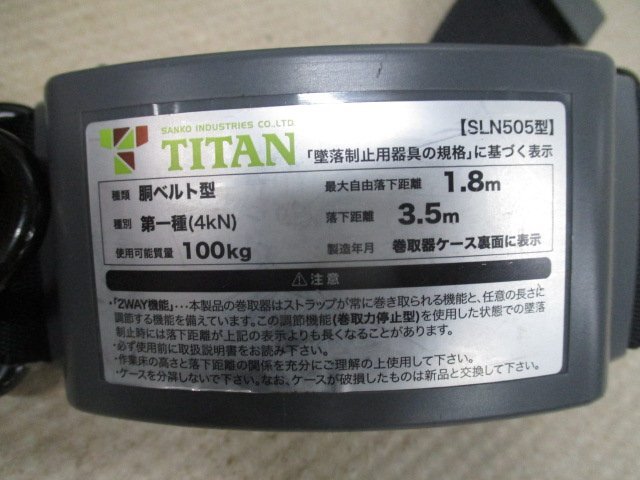 SANKO INDUSTRIES CO.,LTD
TITAN
【SLN505型】
「墜落制止用器具の規格」に基づく表示
種類 胴ベルト型
最大自由落下距離 1.8m
種別 第一種(4kN)
落下距離 3.5m
使用可能質量 100kg
製造年月 巻取器ケース裏面に表示
⚠注意
・「2WAY機能」…本製品の巻取器はストラップが常に巻き取られる機能と、任意の長さに
調節する機能を備えています。この調節機能(巻取力停止型)を使用した状態での墜落
制止時には落下距離が上記の表示よりも長くなることがあります。
・必ず使用前に取扱説明書をお読み下さい。
・作業床の高さと落下距離の関係を充分にご理解の上使用して下さい。
・ケースを分解しないで下さい。なお、ケースが破損したものは新品と交換して下さい。